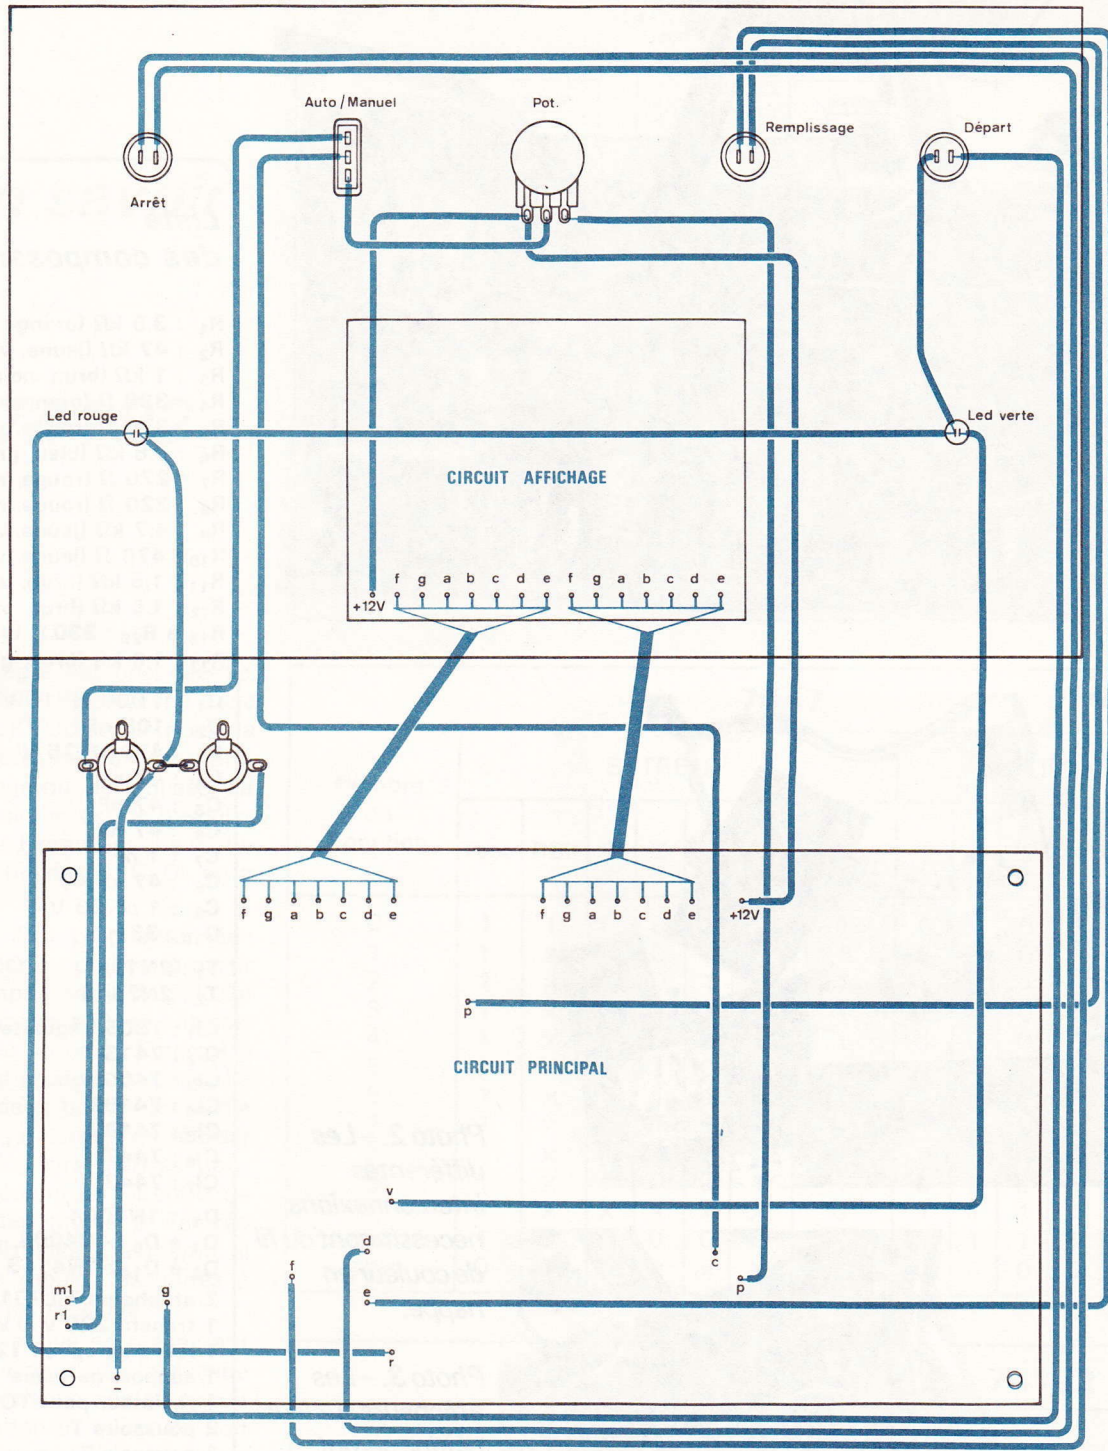 Auto / Manuel
Pot.
Remplissage
Départ
Arrêt
Led rouge
Led verte
CIRCUIT AFFICHAGE
f g a b c d e f g a b c d e
+12V
f g a b c d e f g a b c d e +12V
p
CIRCUIT PRINCIPAL
v
d
c
f
p
m1
g
e
r1
r
–